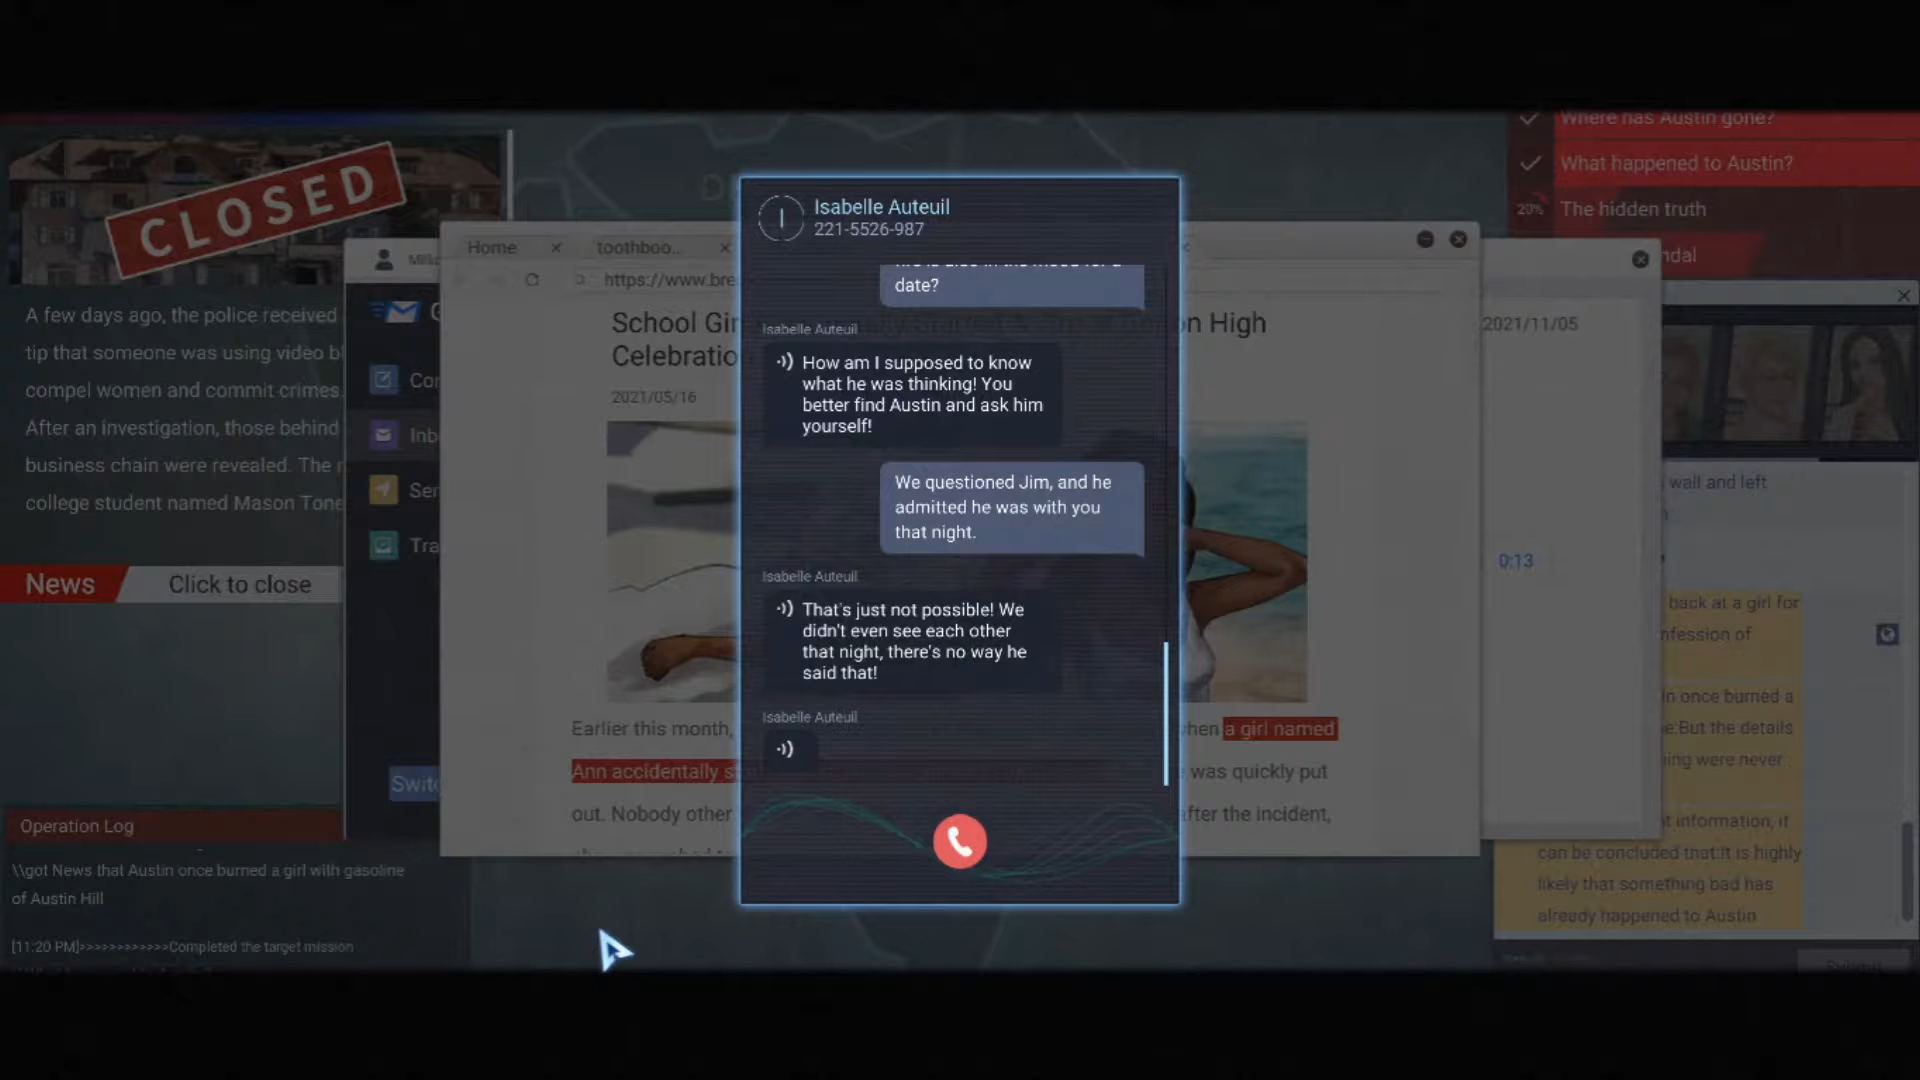 CLOSED
A few days ago, the police received
tip that someone was using video
compel women and commit crimes.
After an investigation, those behind
business chain were revealed. The
college student named Mason Tone
News
Click to close
Operation Log
\\got News that Austin once burned a girl with gasoline
of Austin Hill
[11:20 PM]>>>>>>>>>>>>Completed the target mission
Home
toothboo...
https://www.bre
School
High
Celebratio
2021/05/16
Earlier this month,
when a girl named
Ann accidentally
was quickly put
out. Nobody other
after the incident,
Isabelle Auteuil
221-5526-987
date?
Isabelle Auteuil
How am I supposed to know
what he was thinking! You
better find Austin and ask him
yourself!
We questioned Jim, and he
admitted he was with you
that night.
Isabelle Auteuil
That's just not possible! We
didn't even see each other
that night, there's no way he
said that!
Isabelle Auteuil
2021/11/05
0:13
Where has Austin gone?
What happened to Austin?
20%
The hidden truth
ndal
wall and left
back at a girl for
nfession of
in once burned a
e:But the details
ing were never
t information, it
can be concluded that:It is highly
likely that something bad has
already happened to Austin